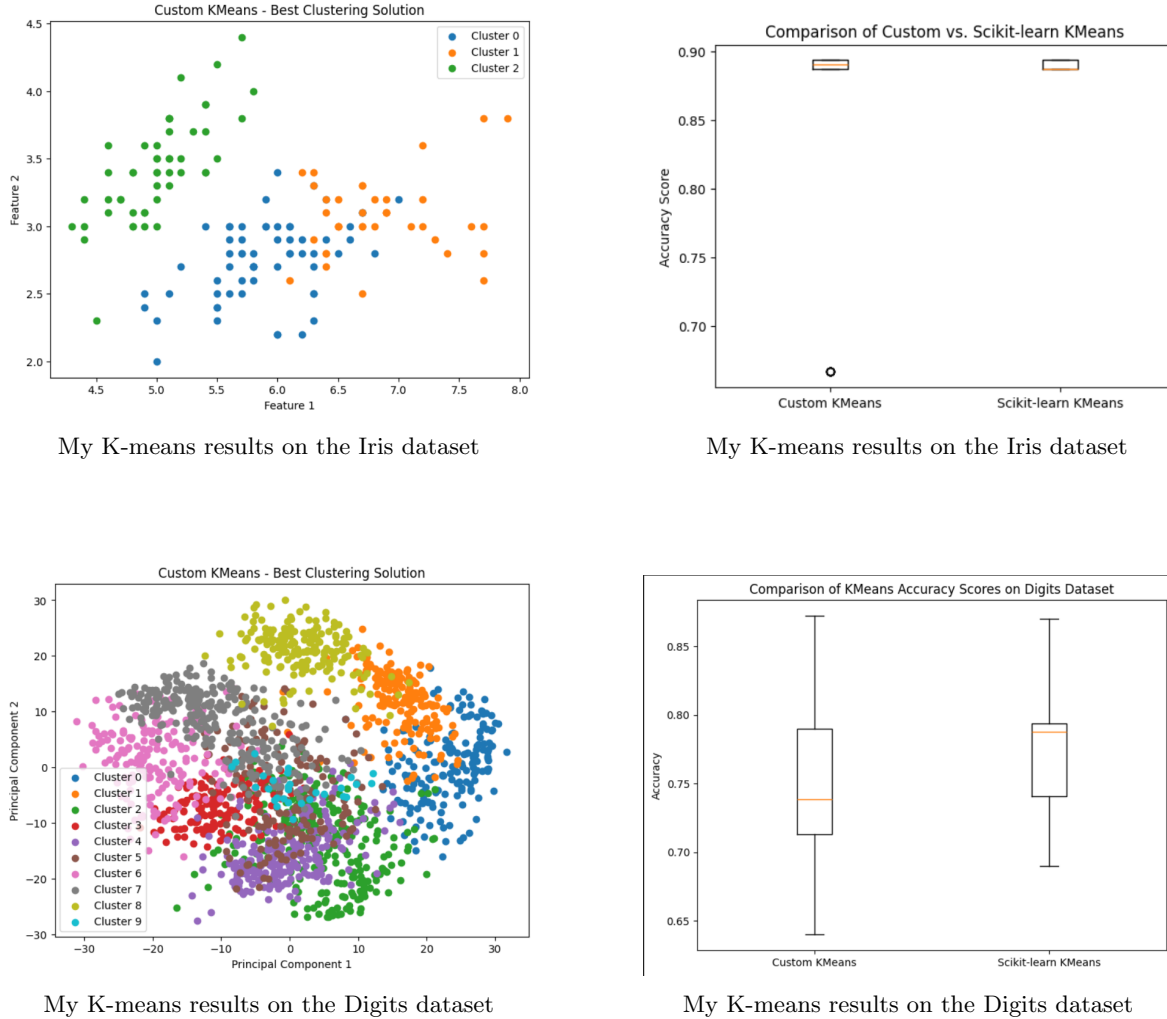 Custom KMeans - Best Clustering Solution
4.5
4.0
3.5
3.0
2.5
2.0
Feature 2
4.5
5.0
5.5
6.0
6.5
7.0
7.5
8.0
Feature 1
Cluster 0
Cluster 1
Cluster 2
My K-means results on the Iris dataset
Comparison of Custom vs. Scikit-learn KMeans
0.90
0.85
0.80
0.75
0.70
Accuracy Score
Custom KMeans
Scikit-learn KMeans
My K-means results on the Iris dataset
Custom KMeans - Best Clustering Solution
30
20
10
0
−10
−20
−30
Principal Component 2
Cluster 0
Cluster 1
Cluster 2
Cluster 3
Cluster 4
Cluster 5
Cluster 6
Cluster 7
Cluster 8
Cluster 9
−30
−20
−10
0
10
20
30
Principal Component 1
My K-means results on the Digits dataset
Comparison of KMeans Accuracy Scores on Digits Dataset
0.85
0.80
0.75
0.70
0.65
Accuracy
Custom KMeans
Scikit-learn KMeans
My K-means results on the Digits dataset